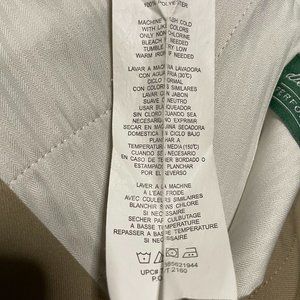 100% POLYESTER
MACHINE WASH COLD
WITH LIKE COLORS
ONLY NON CHLORINE
BLEACH IF NEEDED
TUMBLE DRY LOW
WARM IRON IF NEEDED
LAVAR A MAQUINA LAVADORA
CON AGUA FRIA (30°C)
CICLO NORMAL
CON COLORES SIMILARES
LAVAR CON JABON
SUAVE O NEUTRO
USAR BLANQUEADOR
SIN CLORO CUANDO SEA
NECESARIO NO EXPRIMIR
SECAR EN MAQUINA SECADORA
DOMESTICA EN CICLO BAJO
PLANCHAR A
TEMPERATURA MEDIA (150°C)
CUANDO SEA NECESARIO
EN CASO DE TENER BORDADO
PLANCHAR POR
EL REVERSO
LAVER A LA MACHINE
A L'EAU FROIDE
AVEC COULEURS SIMILAIRES
BLANCHIR SANS CHLORE
AU BESOIN
SECHER PAR CULBUTAGE
A BASSE TEMPERATURE
REPASSER A BASSE TEMPERATURE
SI NECESSAIRE
2160